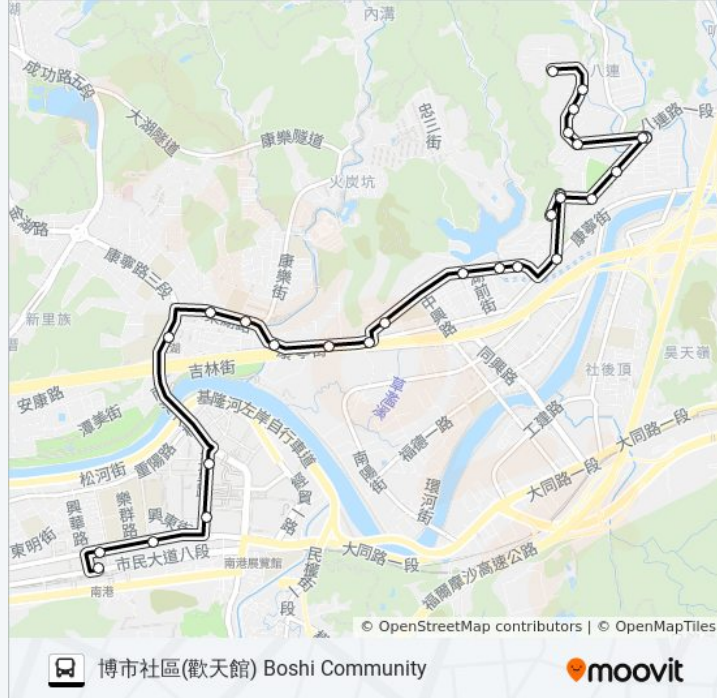 內溝
八連
成功路五段
大湖隧道
康樂隧道
忠三街
八連路一段
火炭坑
康寧路三段
康樂街
康寧街
新里族
湖前街
中興路
吉林街
同興路
社後頂
昊天嶺
安康路
潭美街
草濫溪
基隆河左岸自行車道
工建路
松河街
重陽路
福德一路
大同路一段
南陽街
環河街
大同路一段
興華路
樂群路
興東街
東明街
市民大道八段
南港展覽館
大同路一段
福爾摩沙高速公路
南港
© OpenStreetMap contributors | © OpenMapTiles
博市社區(歡天館) Boshi Community
moovit